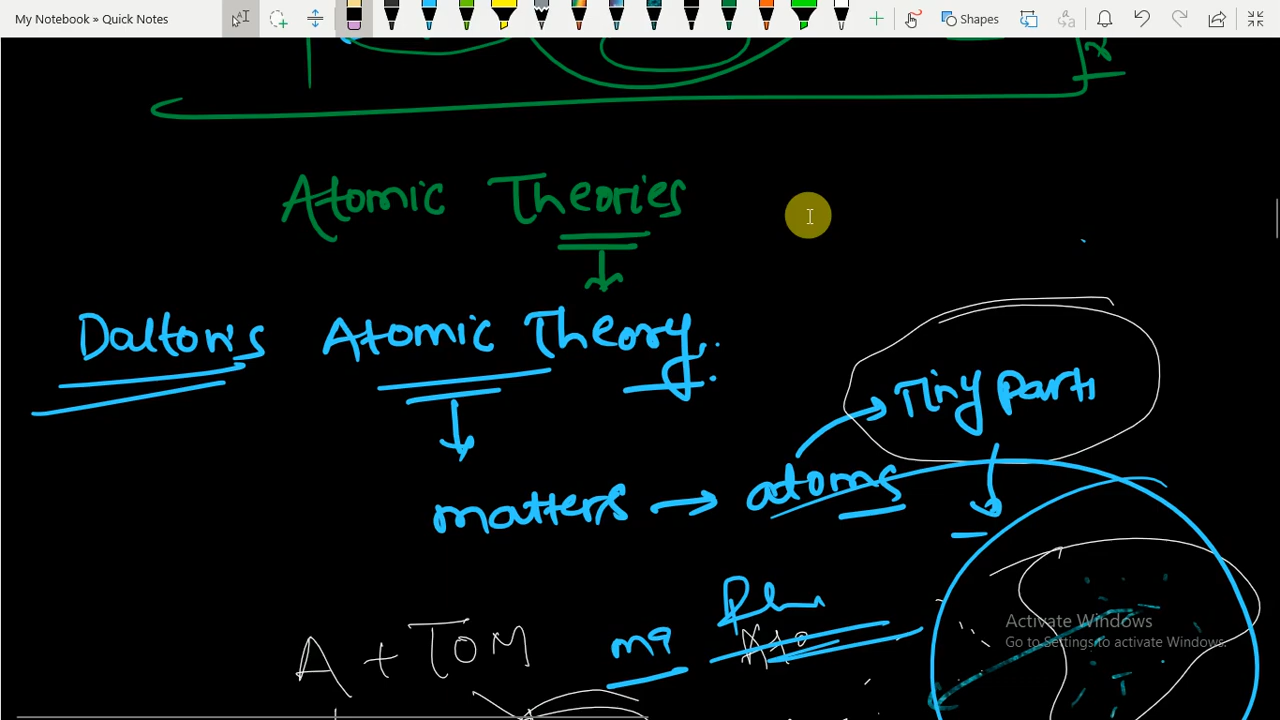 My Notebook » Quick Notes
Shapes
Atomic Theories
Dalton's Atomic Theory
Tiny parts
matters → atoms
A + TOM
Activate Windows
Go to Settings to activate Windows.